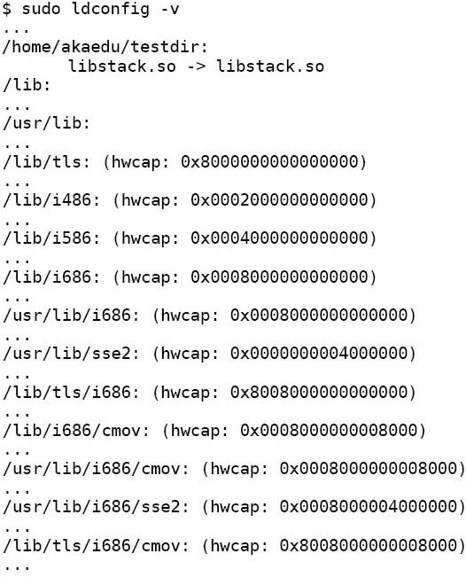 $ sudo ldconfig -v
...
/home/akaedu/testdir:
libstack.so -> libstack.so
/lib:
...
/usr/lib:
...
/lib/tls: (hwcap: 0x8000000000000000)
...
/lib/i486: (hwcap: 0x0002000000000000)
...
/lib/i586: (hwcap: 0x0004000000000000)
...
/lib/i686: (hwcap: 0x0008000000000000)
...
/usr/lib/i686: (hwcap: 0x0008000000000000)
...
/usr/lib/sse2: (hwcap: 0x0000000004000000)
...
/lib/tls/i686: (hwcap: 0x8008000000000000)
...
/lib/i686/cmov: (hwcap: 0x0008000000008000)
...
/usr/lib/i686/cmov: (hwcap: 0x0008000000008000)
...
/usr/lib/i686/sse2: (hwcap: 0x0008000004000000)
...
/lib/tls/i686/cmov: (hwcap: 0x8008000000008000)
...